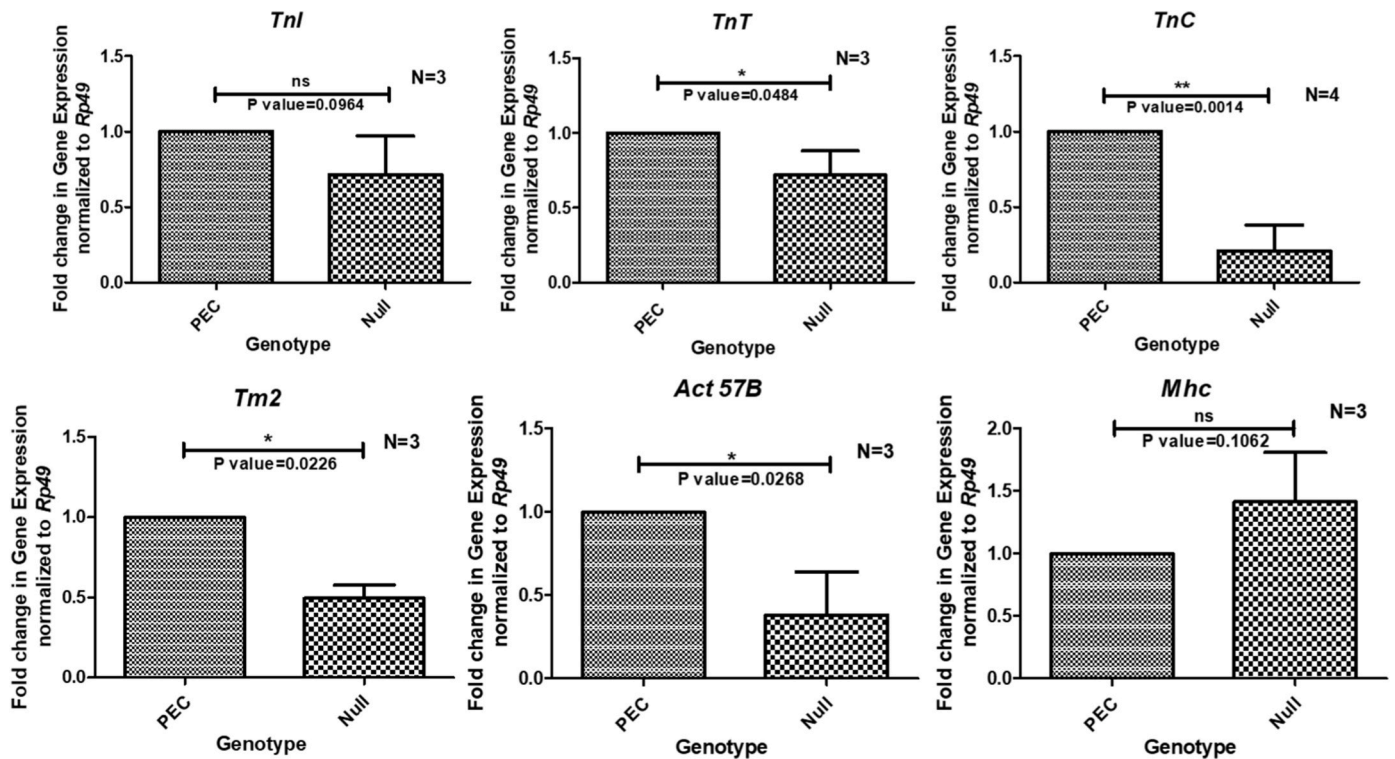 TnI
Fold change in Gene Expression
normalized to Rp49
1.5
1.0
0.5
0.0
ns
P value=0.0964
N=3
PEC
Null
Genotype
TnT
Fold change in Gene Expression
normalized to Rp49
1.5
1.0
0.5
0.0
*
P value=0.0484
N=3
PEC
Null
Genotype
TnC
Fold change in Gene Expression
normalized to Rp49
1.5
1.0
0.5
0.0
**
P value=0.0014
N=4
PEC
Null
Genotype
Tm2
Fold change in Gene Expression
normalized to Rp49
1.5
1.0
0.5
0.0
*
P value=0.0226
N=3
PEC
Null
Genotype
Act 57B
Fold change in Gene Expression
normalized to Rp49
1.5
1.0
0.5
0.0
*
P value=0.0268
N=3
PEC
Null
Genotype
Mhc
Fold change in Gene Expression
normalized to Rp49
2.0
1.5
1.0
0.5
0.0
ns
P value=0.1062
N=3
PEC
Null
Genotype